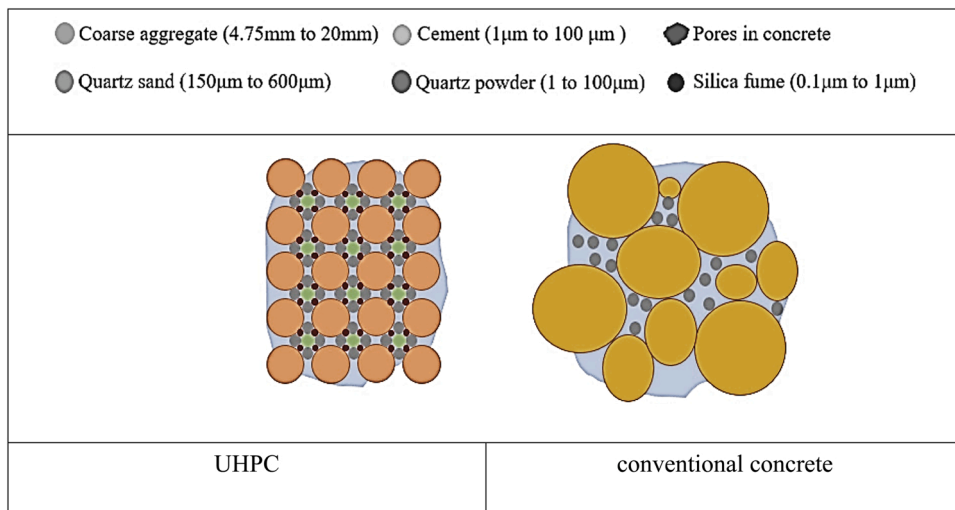 Coarse aggregate (4.75mm to 20mm) Cement (1μm to 100 μm ) Pores in concrete
Quartz sand (150μm to 600μm) Quartz powder (1 to 100μm) Silica fume (0.1μm to 1μm)
UHPC conventional concrete